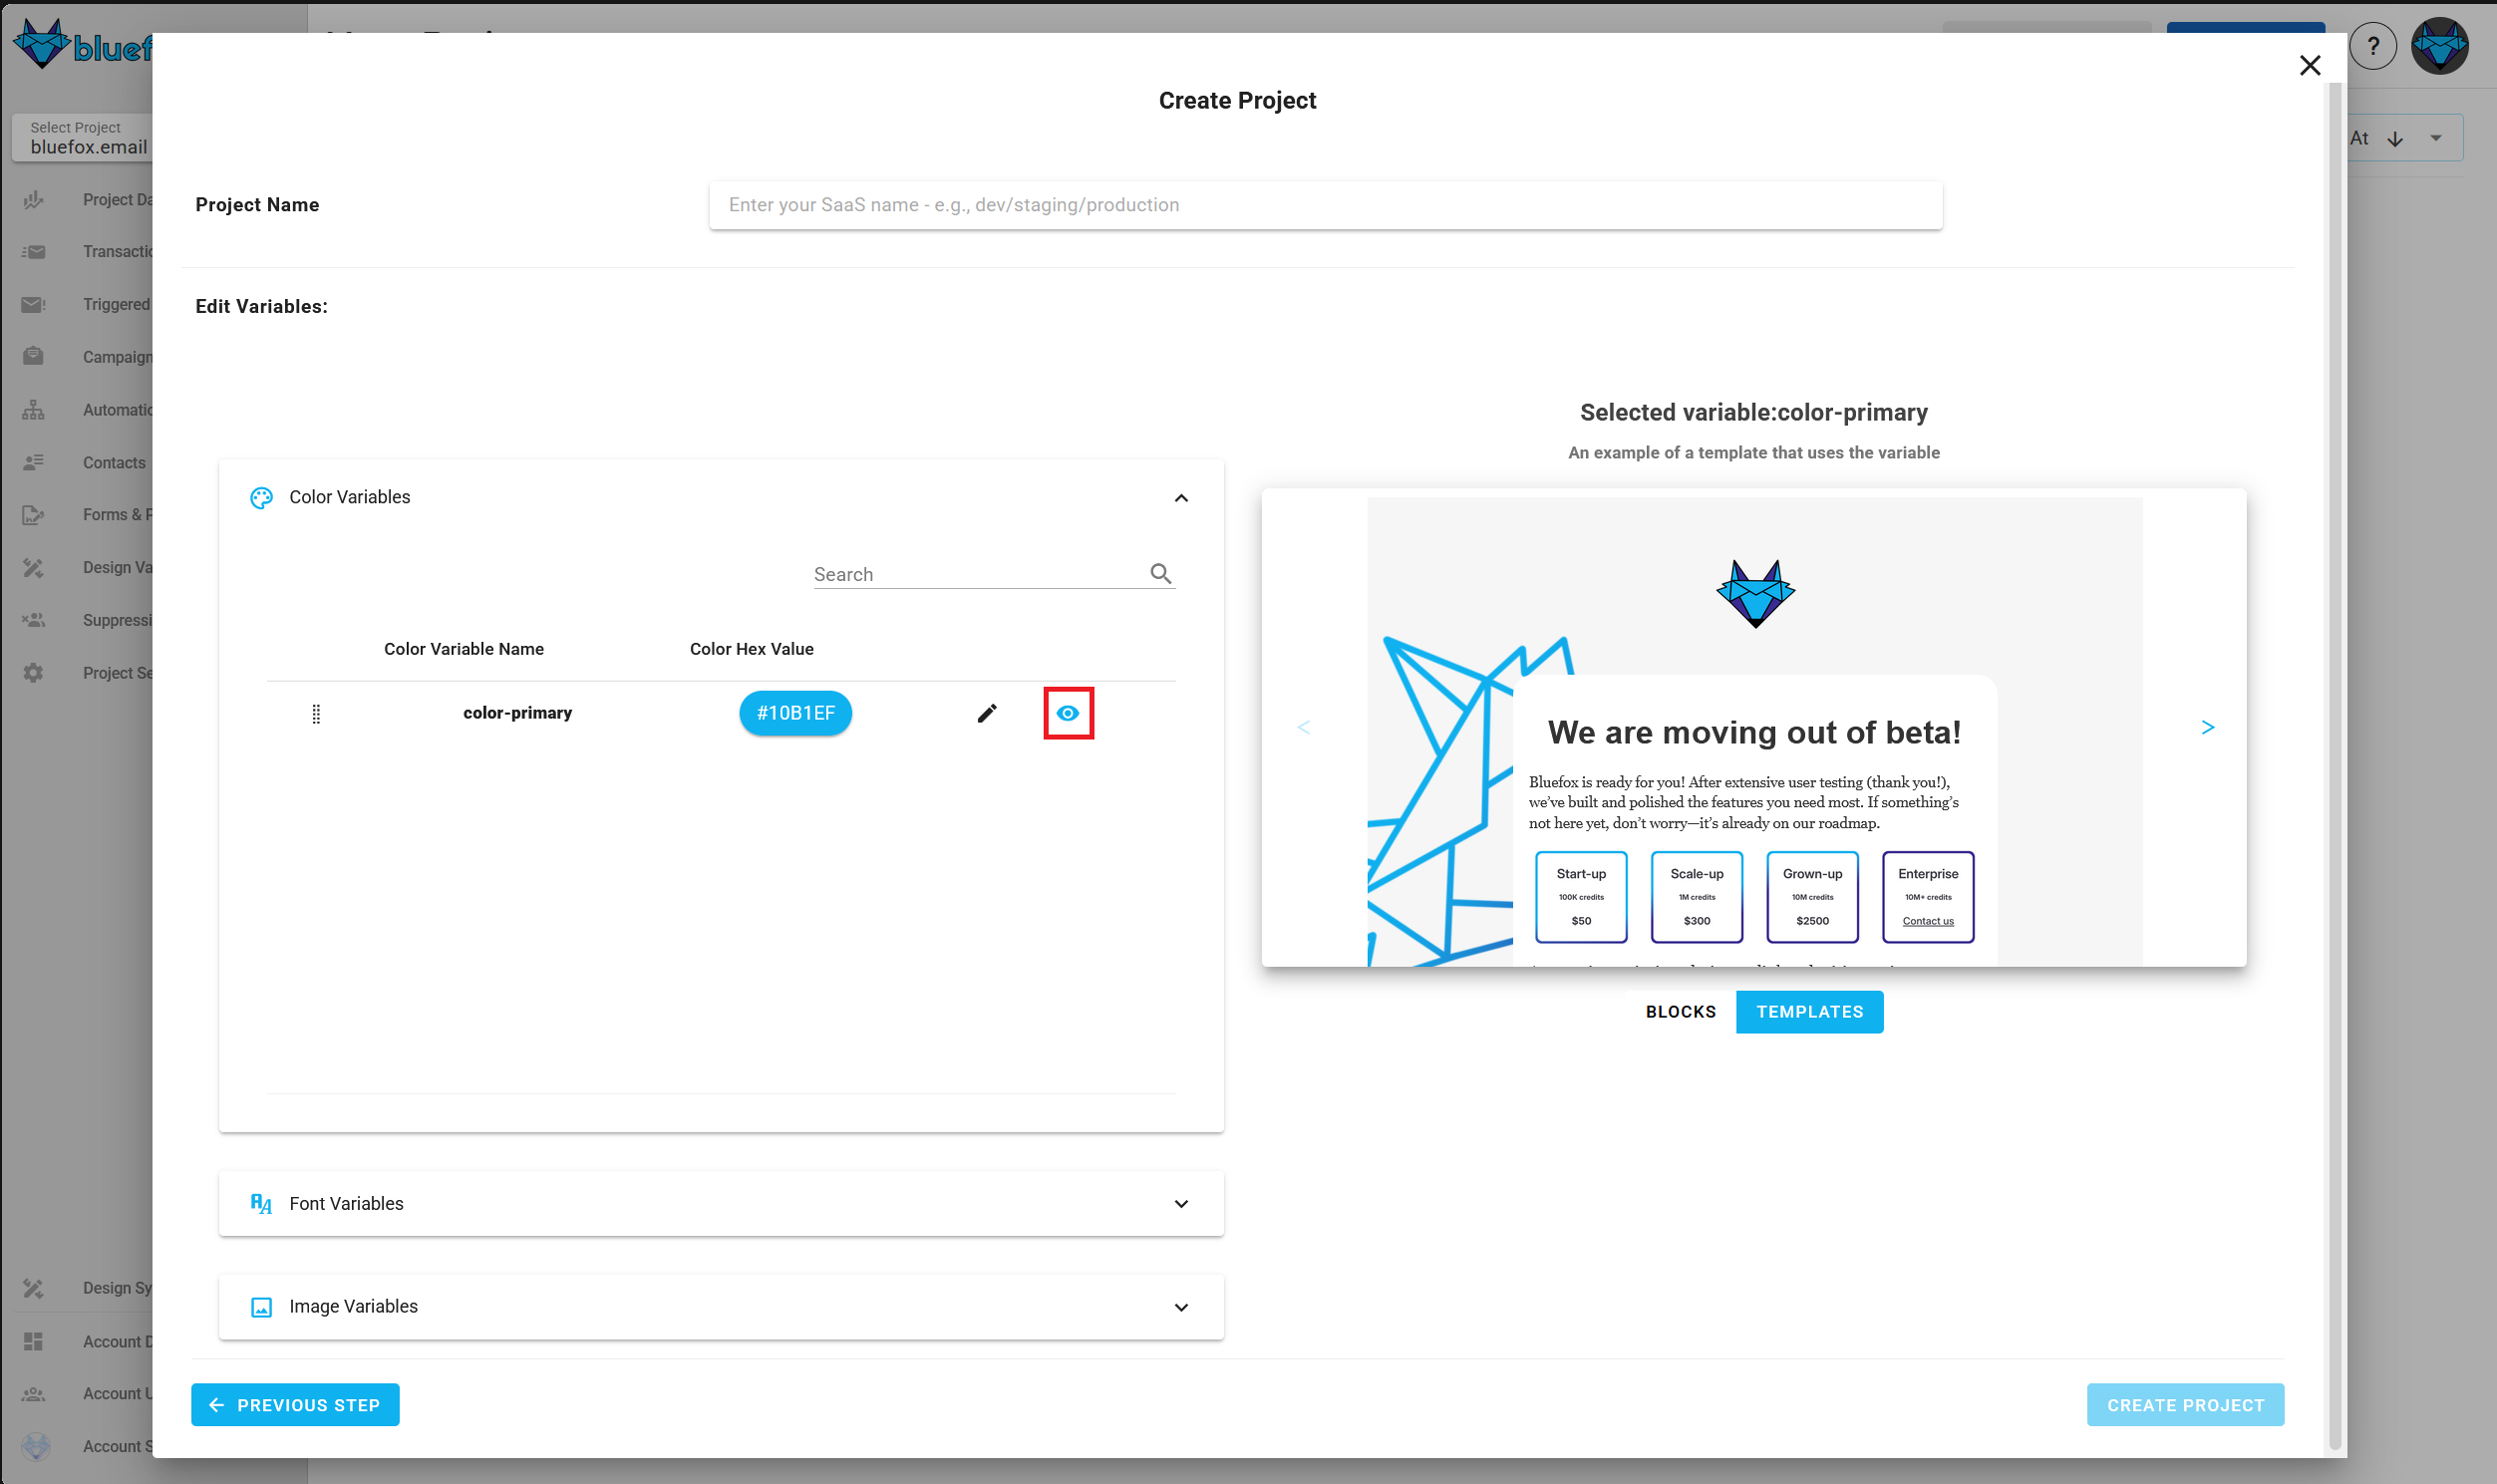 bluef
?
Create Project
Select Project
bluefox.email
At
Project Da
Transactic
Triggered
Campaign
Automatic
Contacts
Forms & P
Design Va
Suppressi
Project Se
Design Sy
Account D
Account U
Account S
Project Name
Enter your SaaS name - e.g., dev/staging/production
Edit Variables:
Color Variables
Search
Color Variable Name Color Hex Value
color-primary #10B1EF
Font Variables
Image Variables
Selected variable:color-primary
An example of a template that uses the variable
<
>
We are moving out of beta!
Bluefox is ready for you! After extensive user testing (thank you!),
we’ve built and polished the features you need most. If something’s
not here yet, don’t worry—it’s already on our roadmap.
Start-up
100K credits
$50
Scale-up
1M credits
$300
Grown-up
10M credits
$2500
Enterprise
10M+ credits
Contact us
BLOCKS TEMPLATES
PREVIOUS STEP
CREATE PROJECT